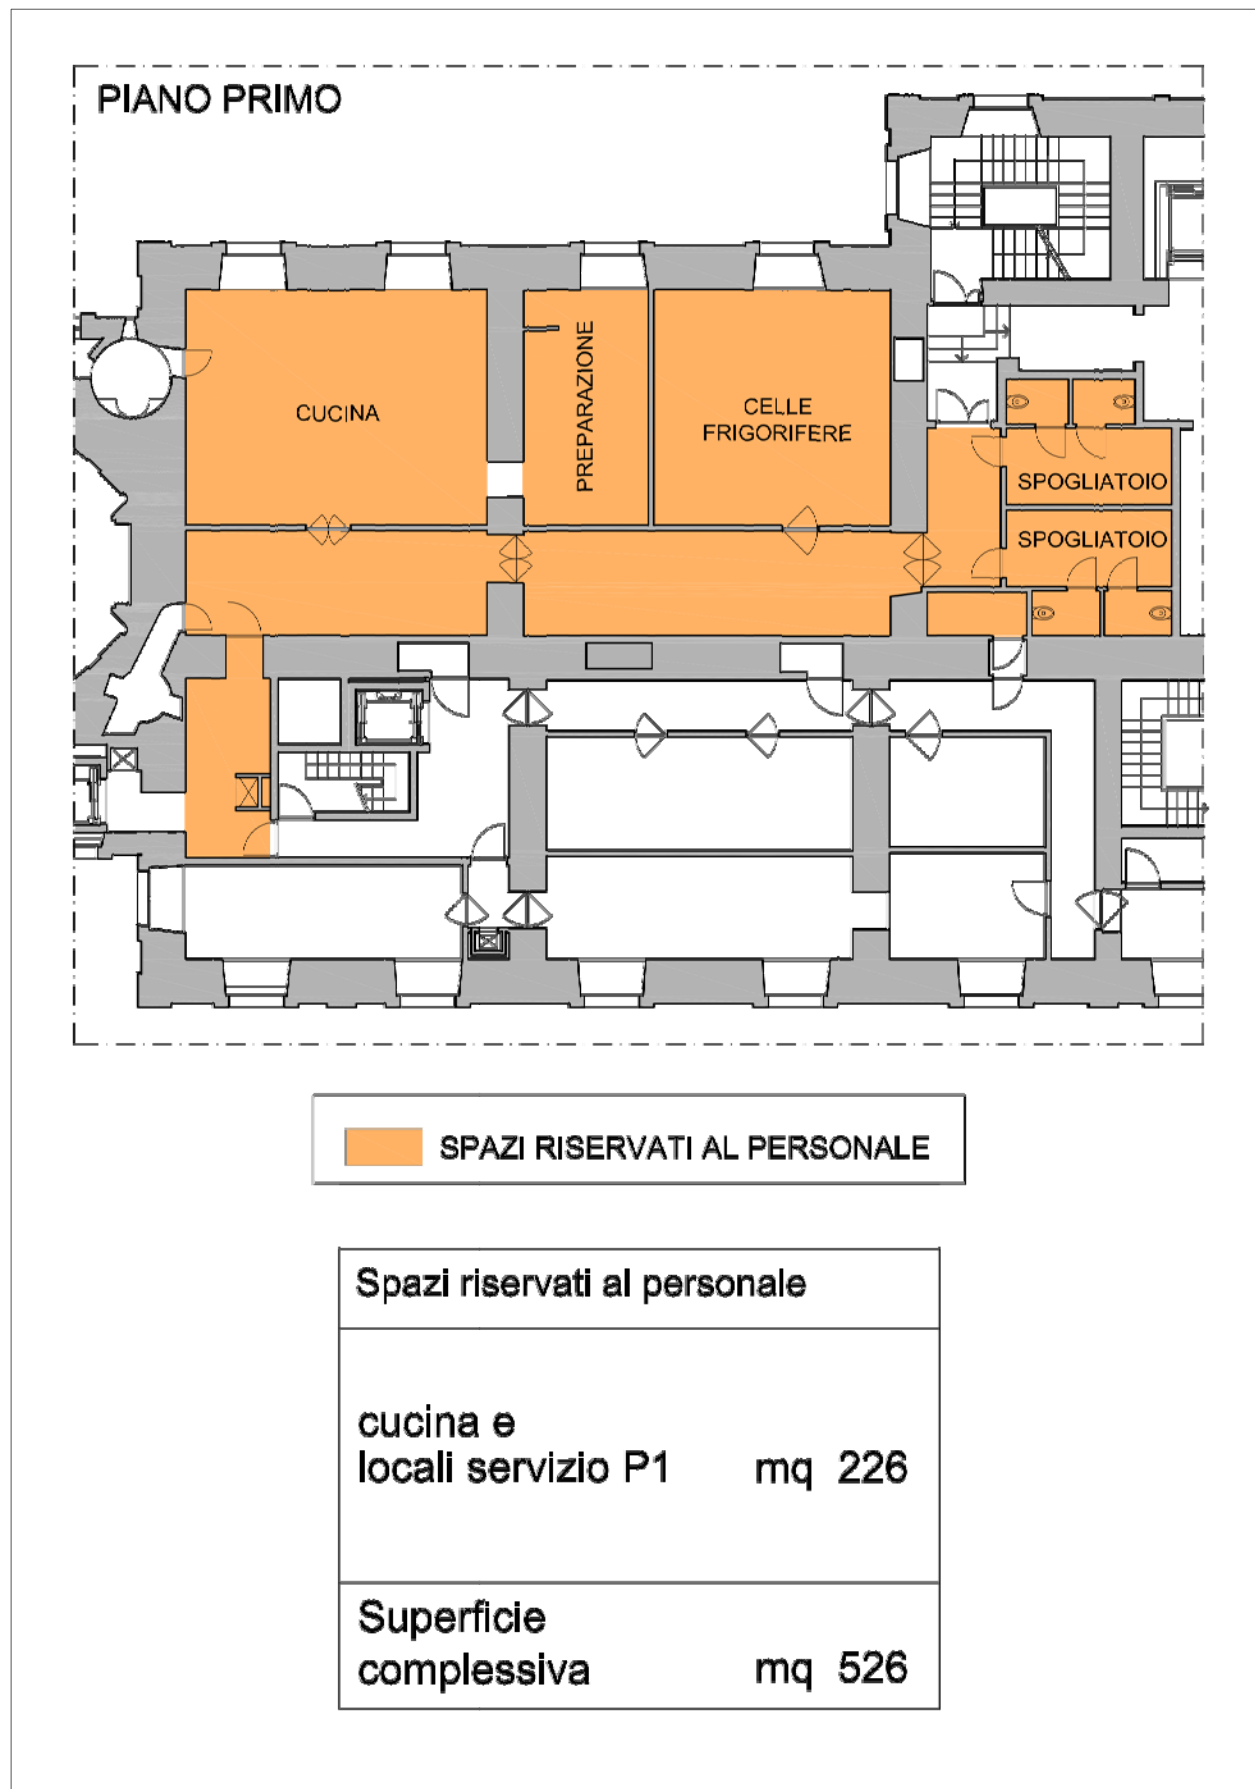 PIANO PRIMO
CUCINA
PREPARAZIONE
CELLE
FRIGORIFERE
SPOGLIATOIO
SPOGLIATOIO
SPAZI RISERVATI AL PERSONALE
Spazi riservati al personale
cucina e
locali servizio P1 mq 226
Superficie
complessiva mq 526